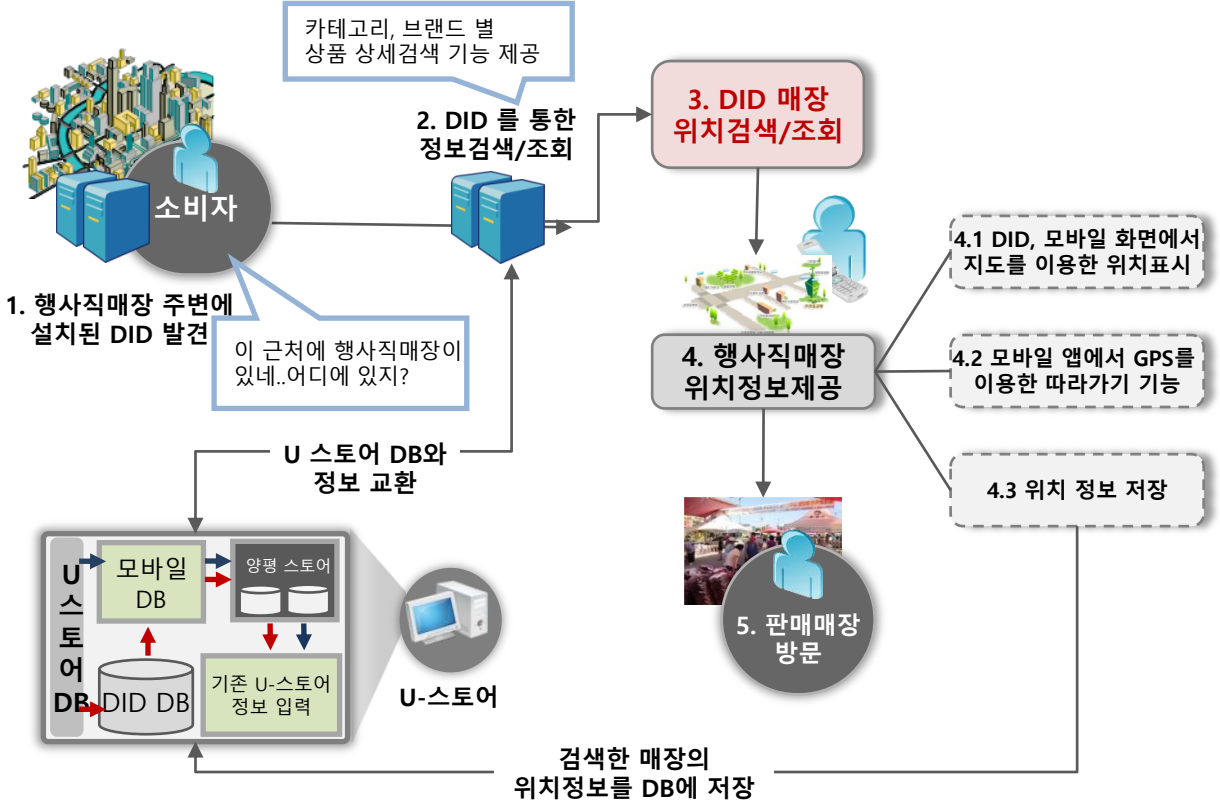 카테고리, 브랜드 별
상품 상세검색 기능 제공
2. DID 를 통한
정보검색/조회
3. DID 매장
위치검색/조회
소비자
1. 행사직매장 주변에
설치된 DID 발견
이 근처에 행사직매장이
있네..어디에 있지?
4. 행사직매장
위치정보제공
4.1 DID, 모바일 화면에서
지도를 이용한 위치표시
4.2 모바일 앱에서 GPS를
이용한 따라가기 기능
4.3 위치 정보 저장
5. 판매매장
방문
U 스토어 DB와
정보 교환
U
스
토
어
DB
모바일
DB
양평 스토어
DID DB
기존 U-스토어
정보 입력
U-스토어
검색한 매장의
위치정보를 DB에 저장